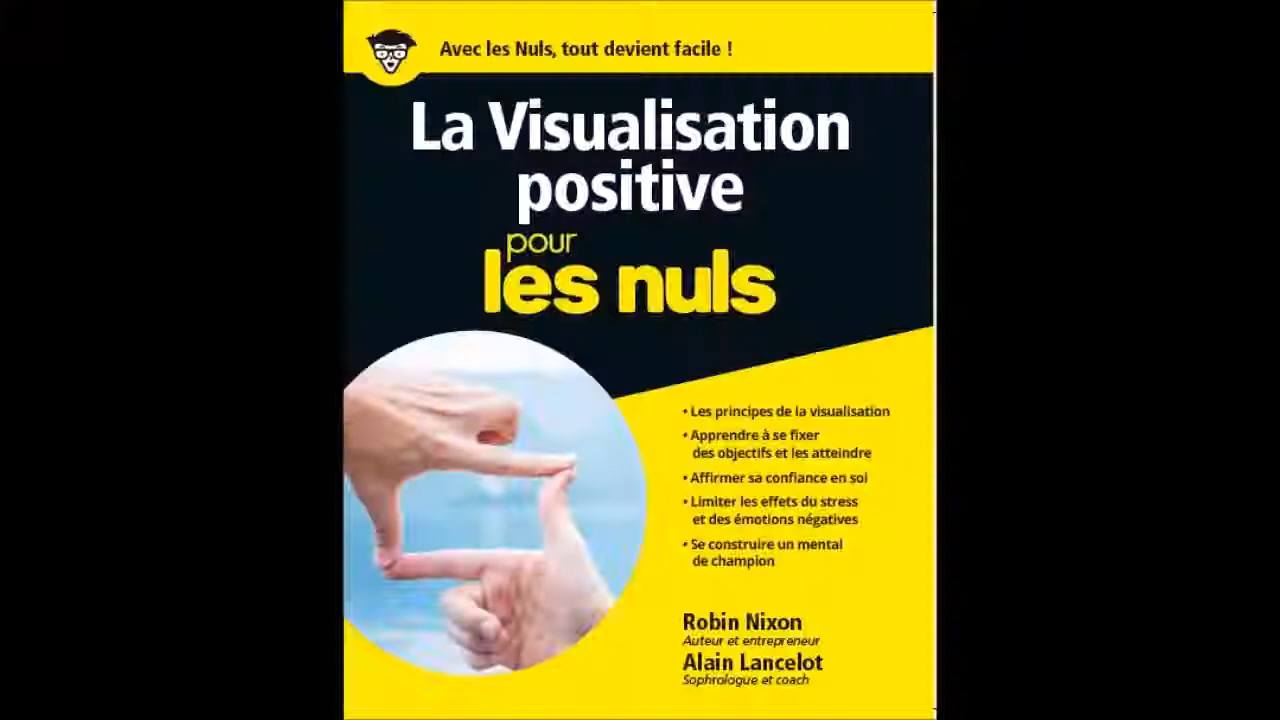 Avec les Nuls, tout devient facile !
La Visualisation
positive
pour
les nuls
• Les principes de la visualisation
• Apprendre à se fixer
des objectifs et les atteindre
• Affirmer sa confiance en soi
• Limiter les effets du stress
et des émotions négatives
• Se construire un mental
de champion
Robin Nixon
Auteur et entrepreneur
Alain Lancelot
Sophrologue et coach